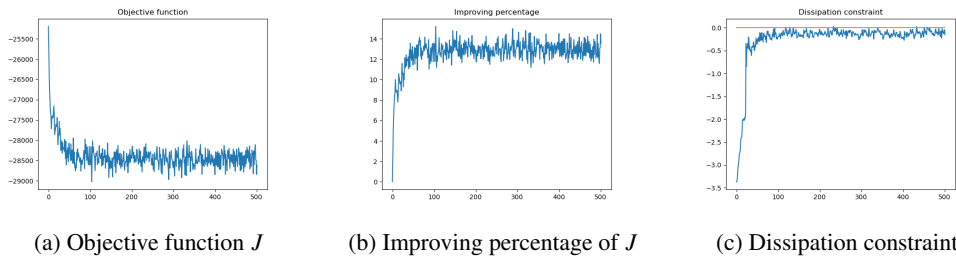 Objective function
−25500
−26000
−26500
−27000
−27500
−28000
−28500
−29000
0 100 200 300 400 500
(a) Objective function J
Improving percentage
14
12
10
8
6
4
2
0
0 100 200 300 400 500
(b) Improving percentage of J
Dissipation constraint
0.0
−0.5
−1.0
−1.5
−2.0
−2.5
−3.0
−3.5
0 100 200 300 400 500
(c) Dissipation constraint